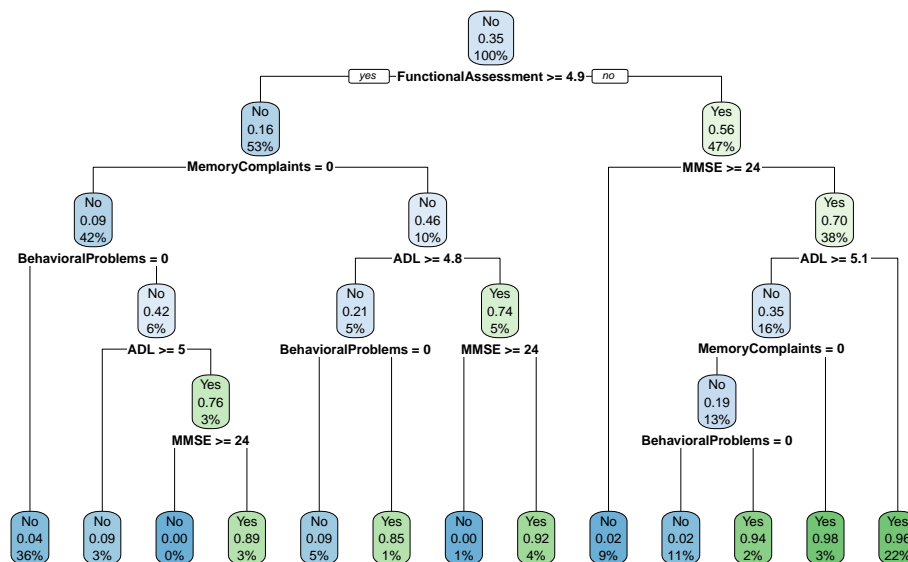 No
0.35
100%
yes FunctionalAssessment >= 4.9 no
No
0.16
53%
Yes
0.56
47%
MemoryComplaints = 0
MMSE >= 24
No
0.09
42%
No
0.46
10%
Yes
0.70
38%
BehavioralProblems = 0
ADL >= 4.8
ADL >= 5.1
No
0.42
6%
No
0.21
5%
Yes
0.74
5%
No
0.35
16%
ADL >= 5
BehavioralProblems = 0
MMSE >= 24
MemoryComplaints = 0
Yes
0.76
3%
No
0.19
13%
MMSE >= 24
BehavioralProblems = 0
No
0.04
36%
No
0.09
3%
No
0.00
0%
Yes
0.89
3%
No
0.09
5%
Yes
0.85
1%
No
0.00
1%
Yes
0.92
4%
No
0.02
9%
No
0.02
11%
Yes
0.94
2%
Yes
0.98
3%
Yes
0.96
22%